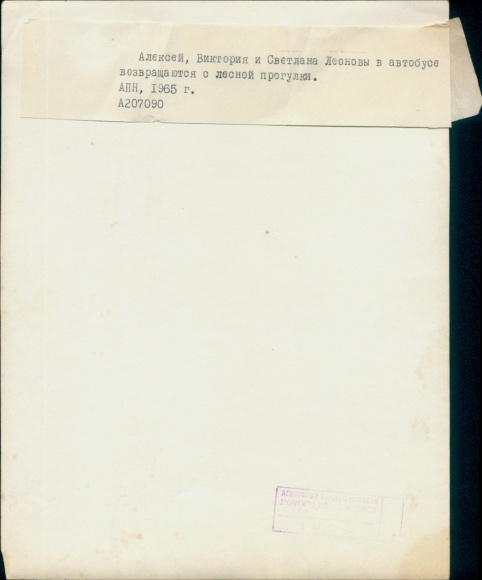 Алексей, Виктория и Светлана Леоновы в автобусе
возвращаются с лесной прогулки.
АПН, 1965 г.
А207090